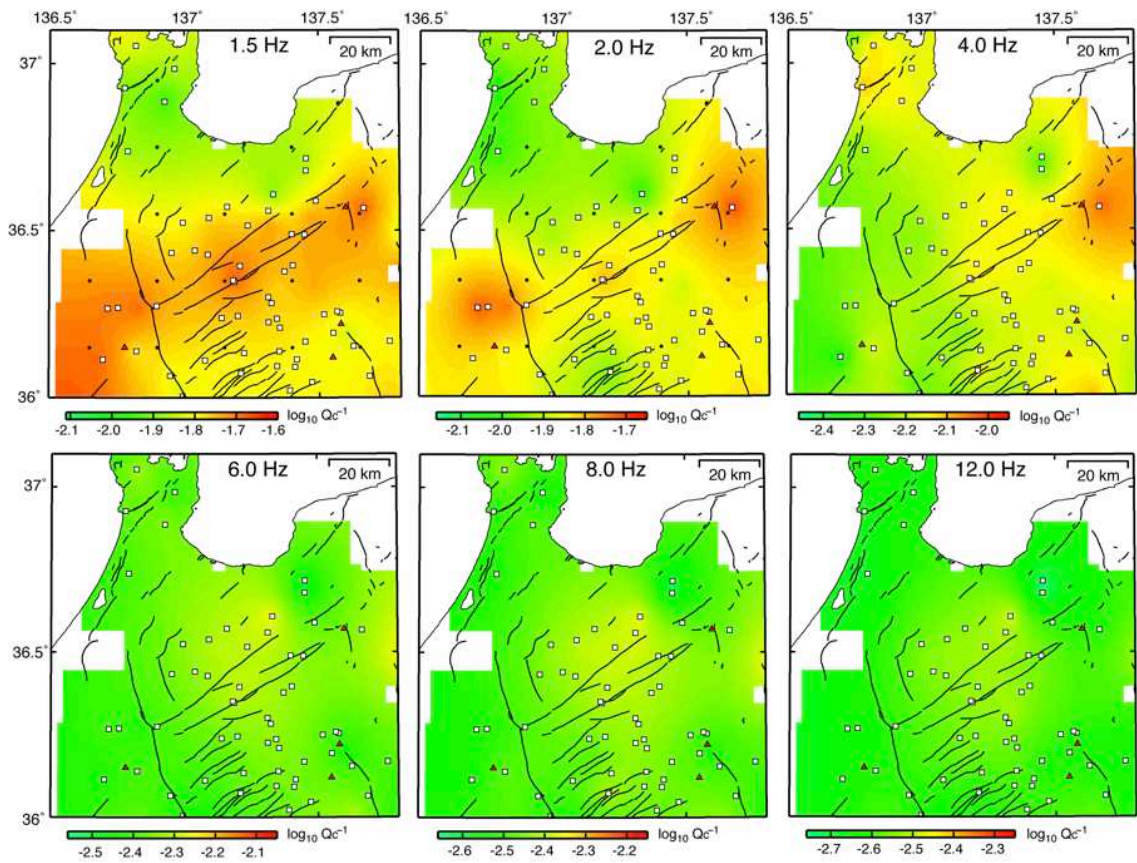 136.5° 137° 137.5° 136.5° 137° 137.5° 136.5° 137° 137.5°
1.5 Hz 2.0 Hz 4.0 Hz
20 km 20 km 20 km
37°
36.5°
36°
log10 Qc−1 log10 Qc−1 log10 Qc−1
-2.1 -2.0 -1.9 -1.8 -1.7 -1.6 -2.1 -2.0 -1.9 -1.8 -1.7 -2.4 -2.3 -2.2 -2.1 -2.0
6.0 Hz 8.0 Hz 12.0 Hz
20 km 20 km 20 km
37°
36.5°
36°
log10 Qc−1 log10 Qc−1 log10 Qc−1
-2.5 -2.4 -2.3 -2.2 -2.1 -2.6 -2.5 -2.4 -2.3 -2.2 -2.7 -2.6 -2.5 -2.4 -2.3